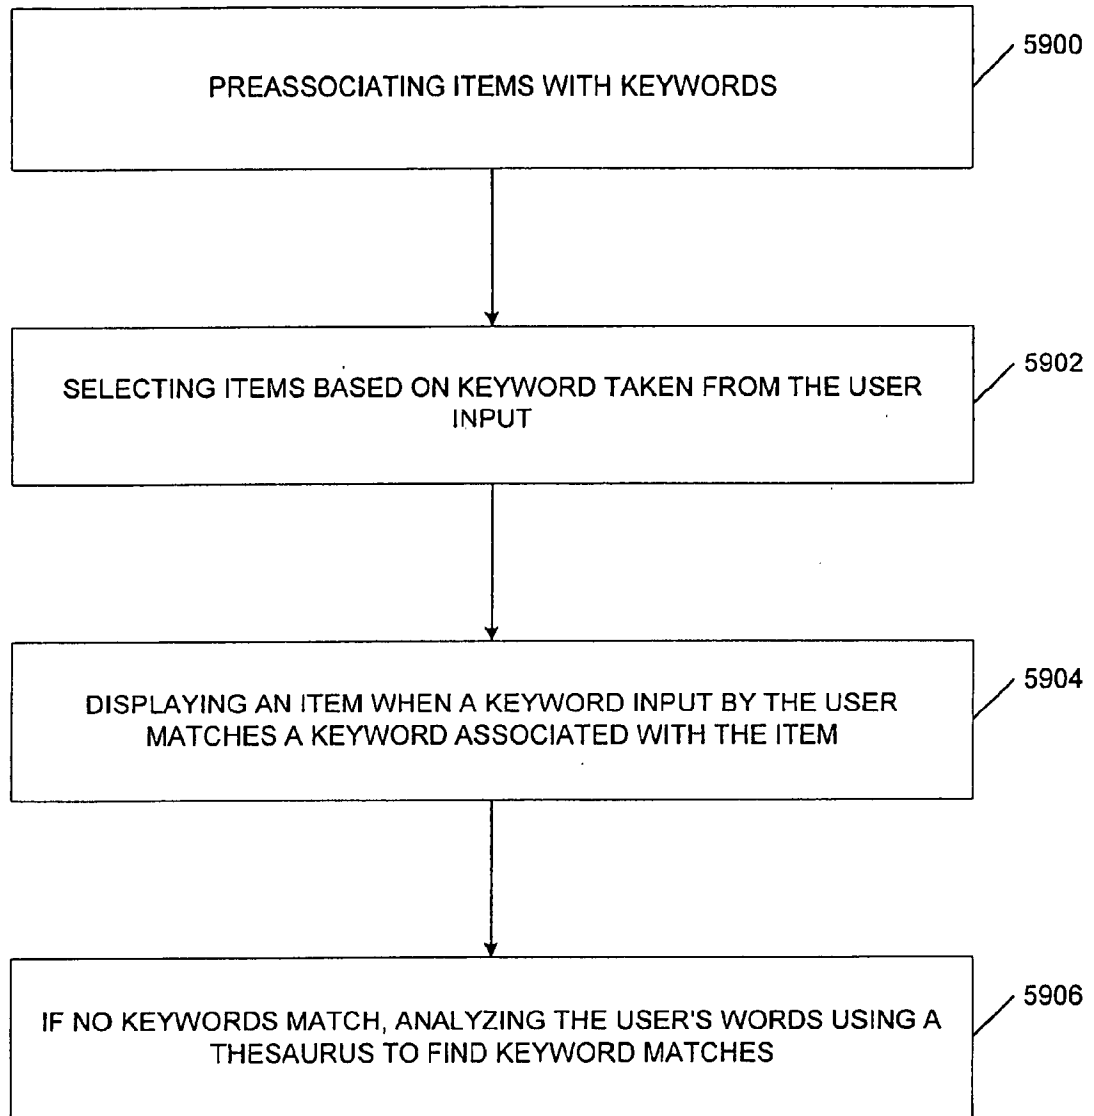 PREASSOCIATING ITEMS WITH KEYWORDS
5900
SELECTING ITEMS BASED ON KEYWORD TAKEN FROM THE USER
INPUT
5902
DISPLAYING AN ITEM WHEN A KEYWORD INPUT BY THE USER
MATCHES A KEYWORD ASSOCIATED WITH THE ITEM
5904
IF NO KEYWORDS MATCH, ANALYZING THE USER'S WORDS USING A
THESAURUS TO FIND KEYWORD MATCHES
5906